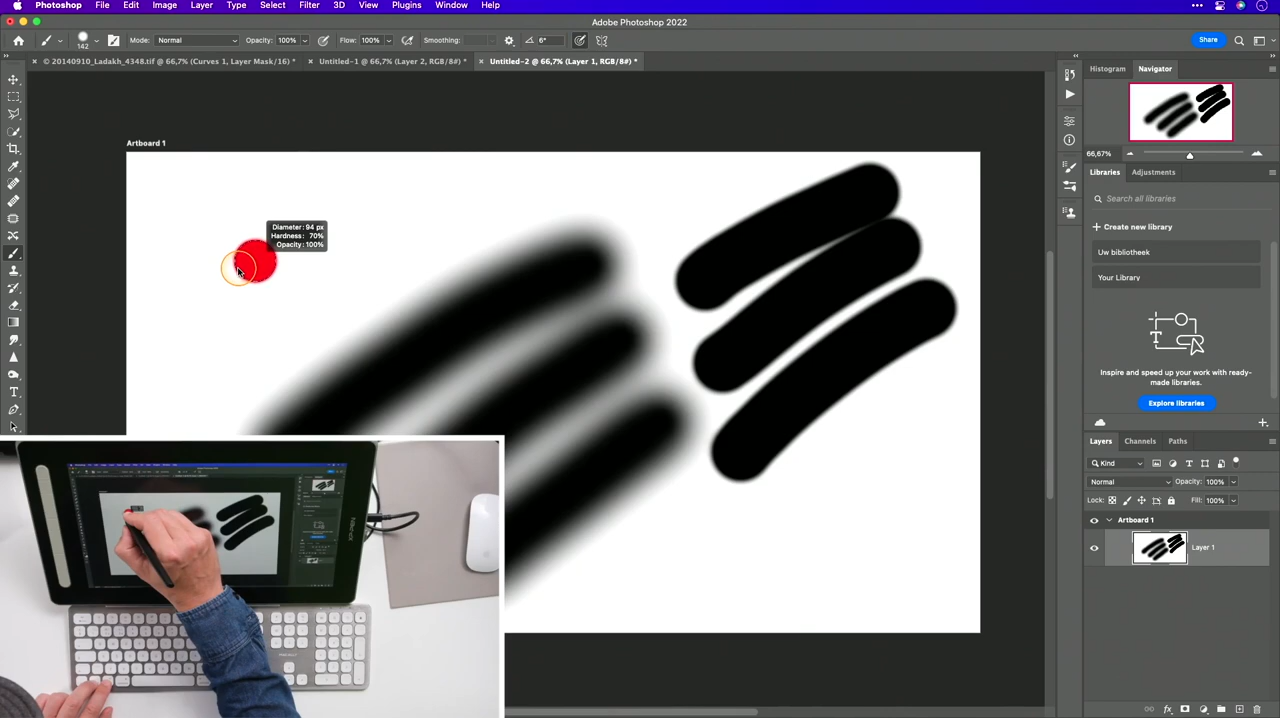 Photoshop File Edit Image Layer Type Select Filter 3D View Plugins Window Help
Adobe Photoshop 2022
142 Mode: Normal Opacity: 100% Flow: 100% Smoothing: 6° Share
© 20140910_Ladakh_4348.tif @ 66,7% (Curves 1, Layer Mask/16) * Untitled-1 @ 66,7% (Layer 2, RGB/8#) * Untitled-2 @ 66,7% (Layer 1, RGB/8#) *
Histogram Navigator
Artboard 1
66,67%
Libraries Adjustments
Search all libraries
Create new library
Diameter: 94 px
Hardness: 70%
Opacity: 100%
Uw bibliotheek
Your Library
Inspire and speed up your work with ready-
made libraries.
Explore libraries
Layers Channels Paths
Kind
Normal Opacity: 100%
Lock: Fill: 100%
Artboard 1
Layer 1